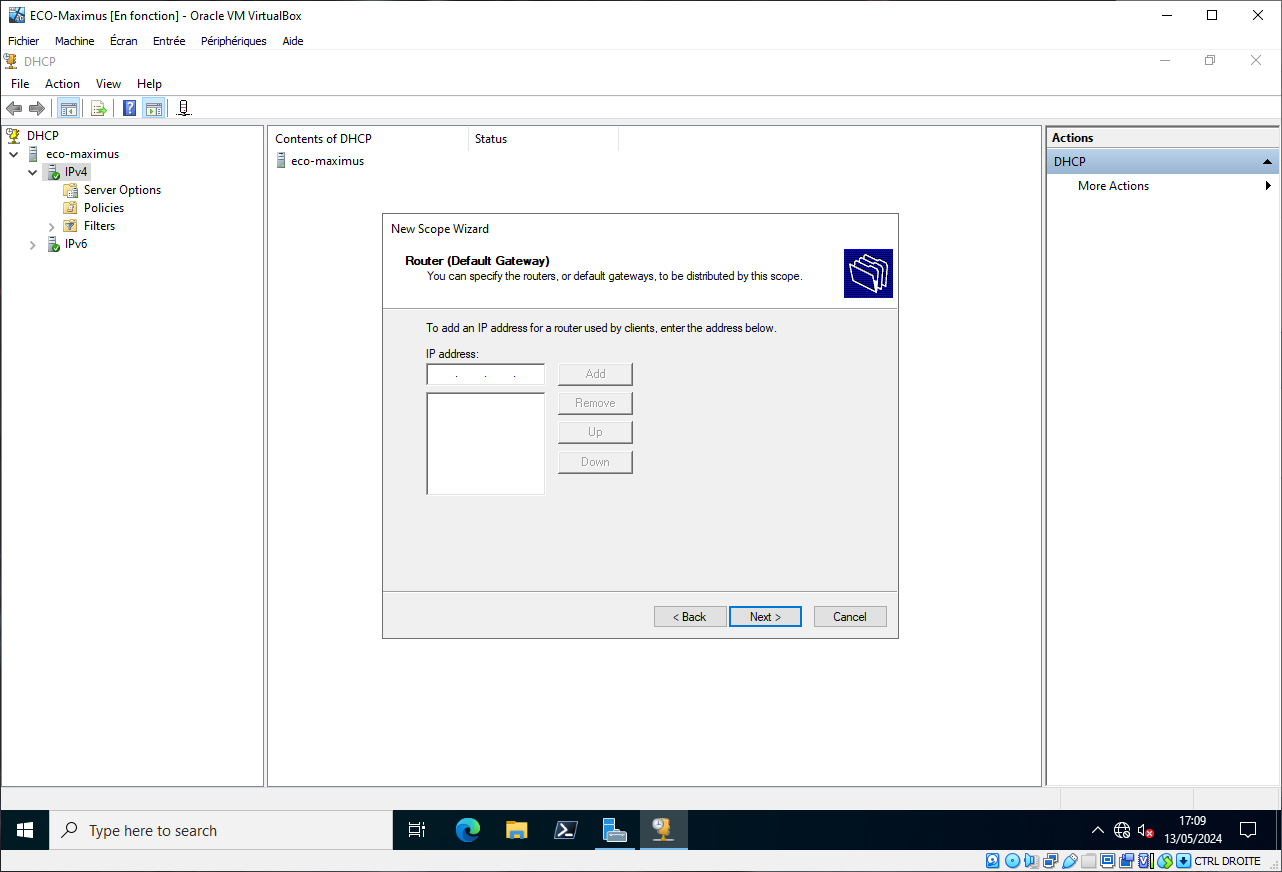 ECO-Maximus [En fonction] - Oracle VM VirtualBox
Fichier Machine Écran Entrée Périphériques Aide
DHCP
File Action View Help
DHCP
eco-maximus
IPv4
Server Options
Policies
Filters
IPv6
Contents of DHCP Status
eco-maximus
Actions
DHCP
More Actions
New Scope Wizard
Router (Default Gateway)
You can specify the routers, or default gateways, to be distributed by this scope.
To add an IP address for a router used by clients, enter the address below.
IP address:
. . . Add
Remove
Up
Down
< Back Next > Cancel
Type here to search
17:09
13/05/2024
CTRL DROITE